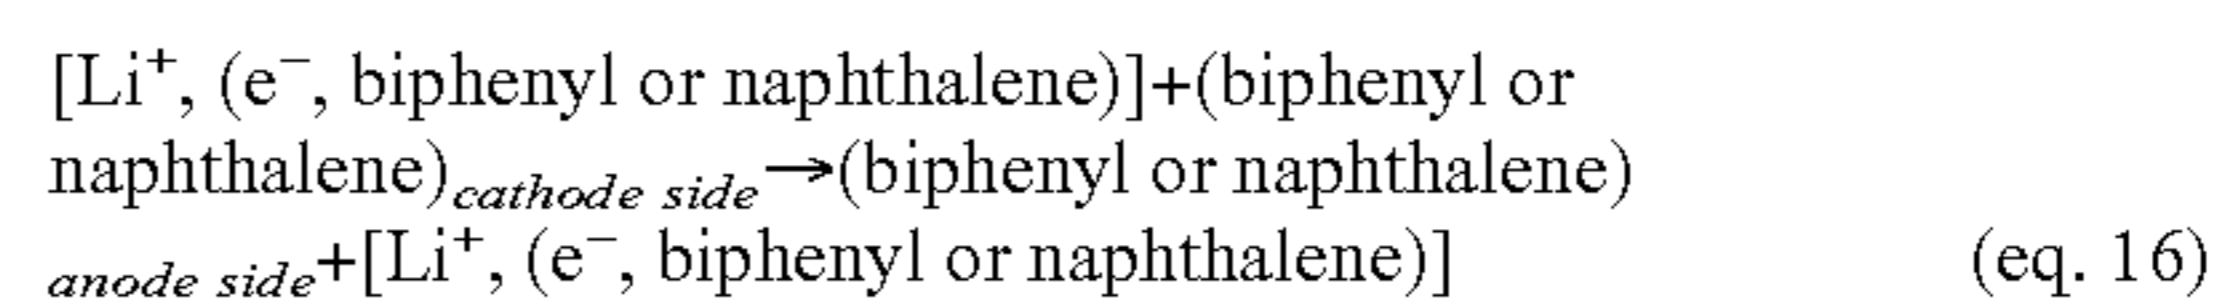 [Li⁺, (e⁻, biphenyl or naphthalene)]+(biphenyl or
naphthalene)cathode side→(biphenyl or naphthalene)
anode side+[Li⁺, (e⁻, biphenyl or naphthalene)] (eq. 16)